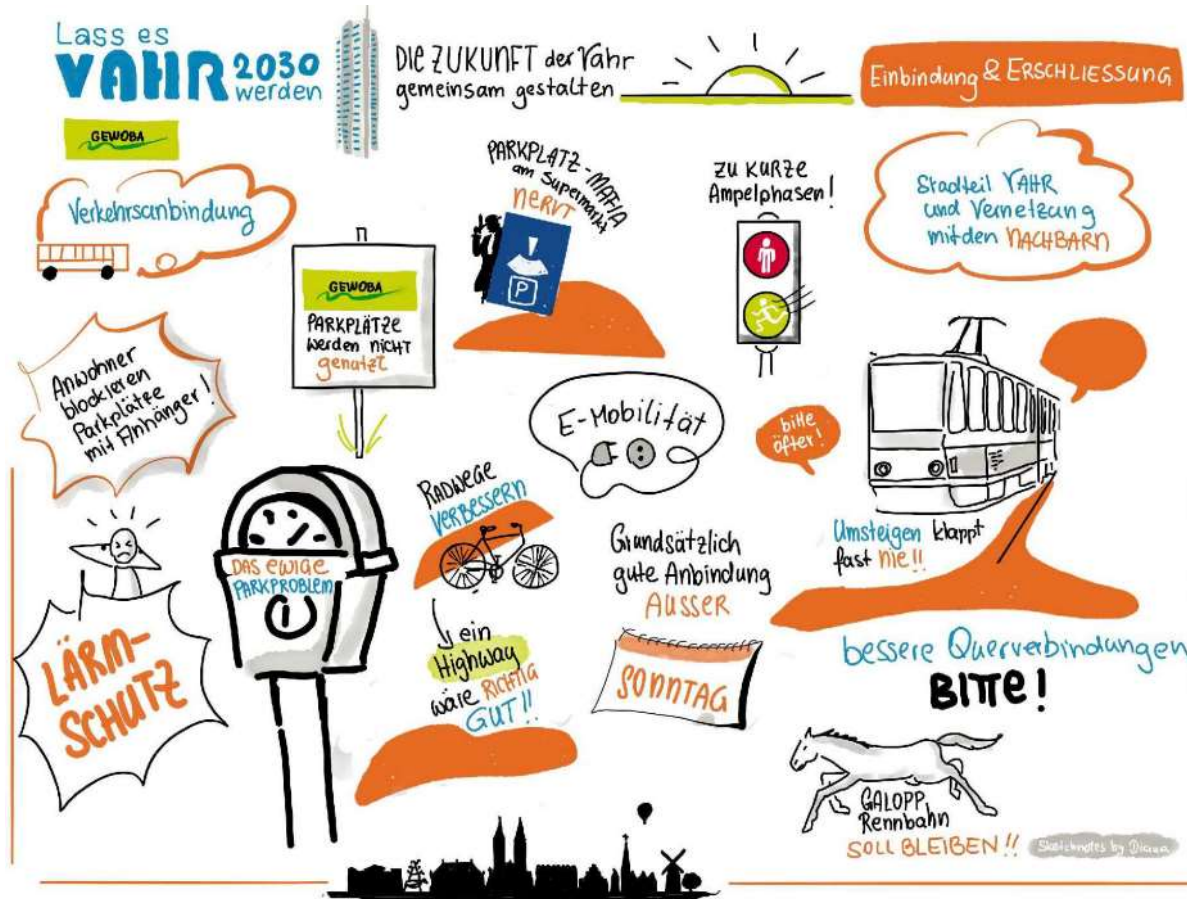 Lass es
VAHR 2030
werden
DIE ZUKUNFT der Vahr
gemeinsam gestalten
Einbindung & ERSCHLIESSUNG
GEWOBA
Verkehrsanbindung
PARKPLATZ-MAFIA
am Supermarkt
NERVT
P
ZU KURZE
Ampelphasen!
Stadtteil VAHR
und Vernetzung
mit den NACHBARN
GEWOBA
PARKPLÄTZE
werden NICHT
genutzt
Anwohner
blockieren
Parkplätze
mit Anhänger!
E-Mobilität
bitte
öfter!
RADWEGE
VERBESSERN
DAS EWIGE
PARKPROBLEM
Grundsätzlich
gute Anbindung
AUSSER
SONNTAG
Umsteigen klappt
fast nie!!
LÄRM-
SCHUTZ
ein
Highway
wäre RICHTIG
GUT!!
bessere Querverbindungen
BITTE!
GALOPP
Rennbahn
SOLL BLEIBEN!!
Sketchnotes by Diana